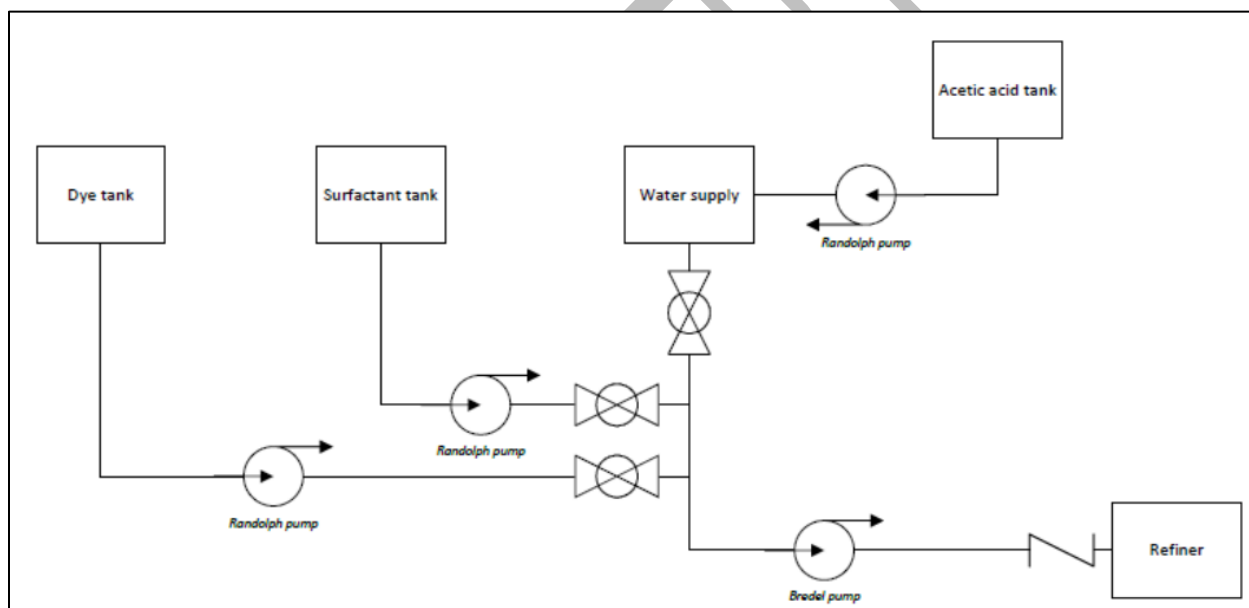 Acetic acid tank
Dye tank
Surfactant tank
Water supply
Randolph pump
Randolph pump
Randolph pump
Refiner
Bredel pump